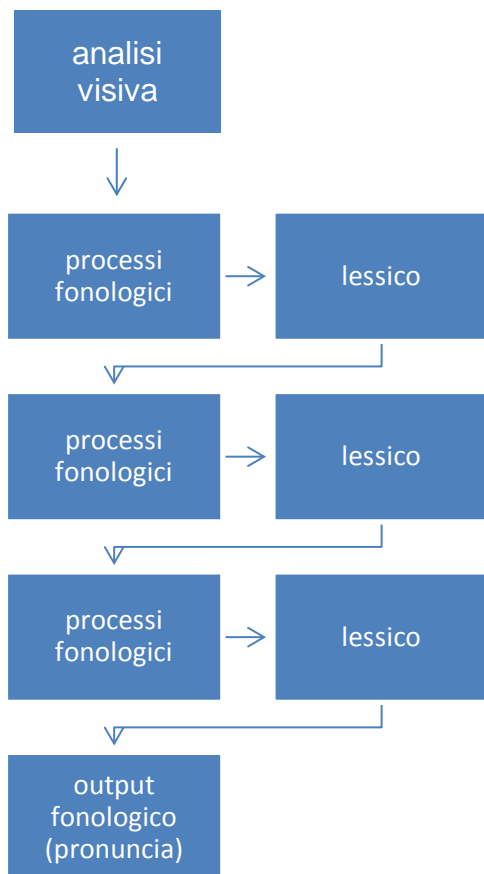 analisi
visiva
processi
fonologici
lessico
processi
fonologici
lessico
processi
fonologici
lessico
output
fonologico
(pronuncia)